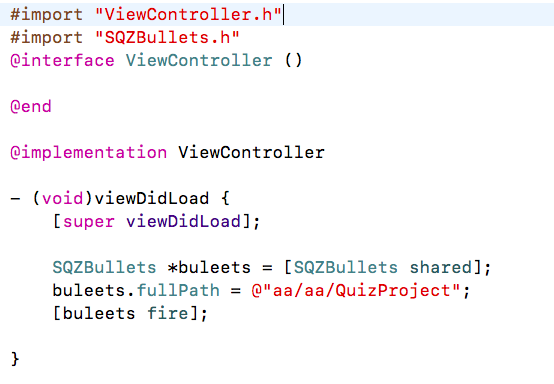 #import "ViewController.h"
#import "SQZBullets.h"
@interface ViewController ()
@end
@implementation ViewController
- (void)viewDidLoad {
[super viewDidLoad];
SQZBullets *buleets = [SQZBullets shared];
buleets.fullPath = @"aa/aa/QuizProject";
[buleets fire];
}